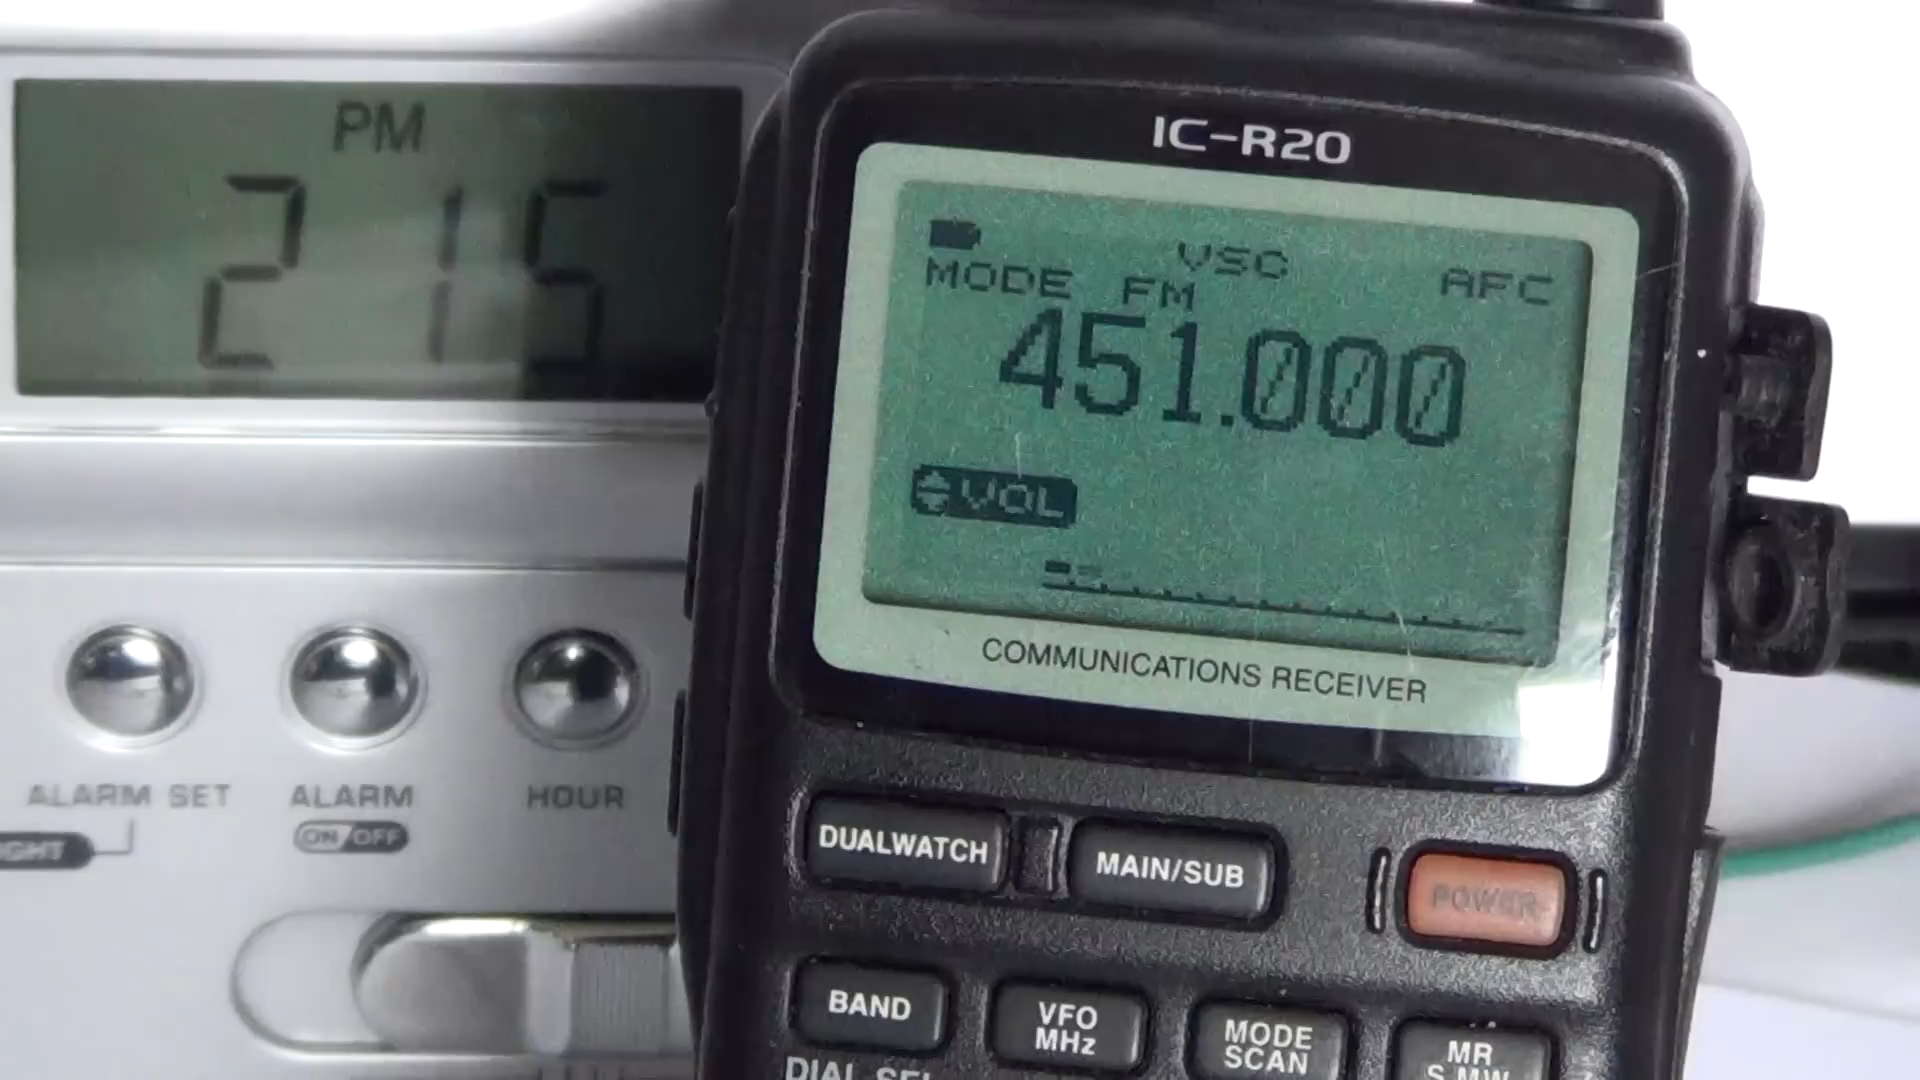 PM
2 15
ALARM SET
ALARM
HOUR
ON/OFF
IC-R20
VSC
MODE FM
AFC
451.000
VOL
COMMUNICATIONS RECEIVER
DUALWATCH
MAIN/SUB
POWER
BAND
VFO
MHz
MODE
SCAN
MR
S.MW